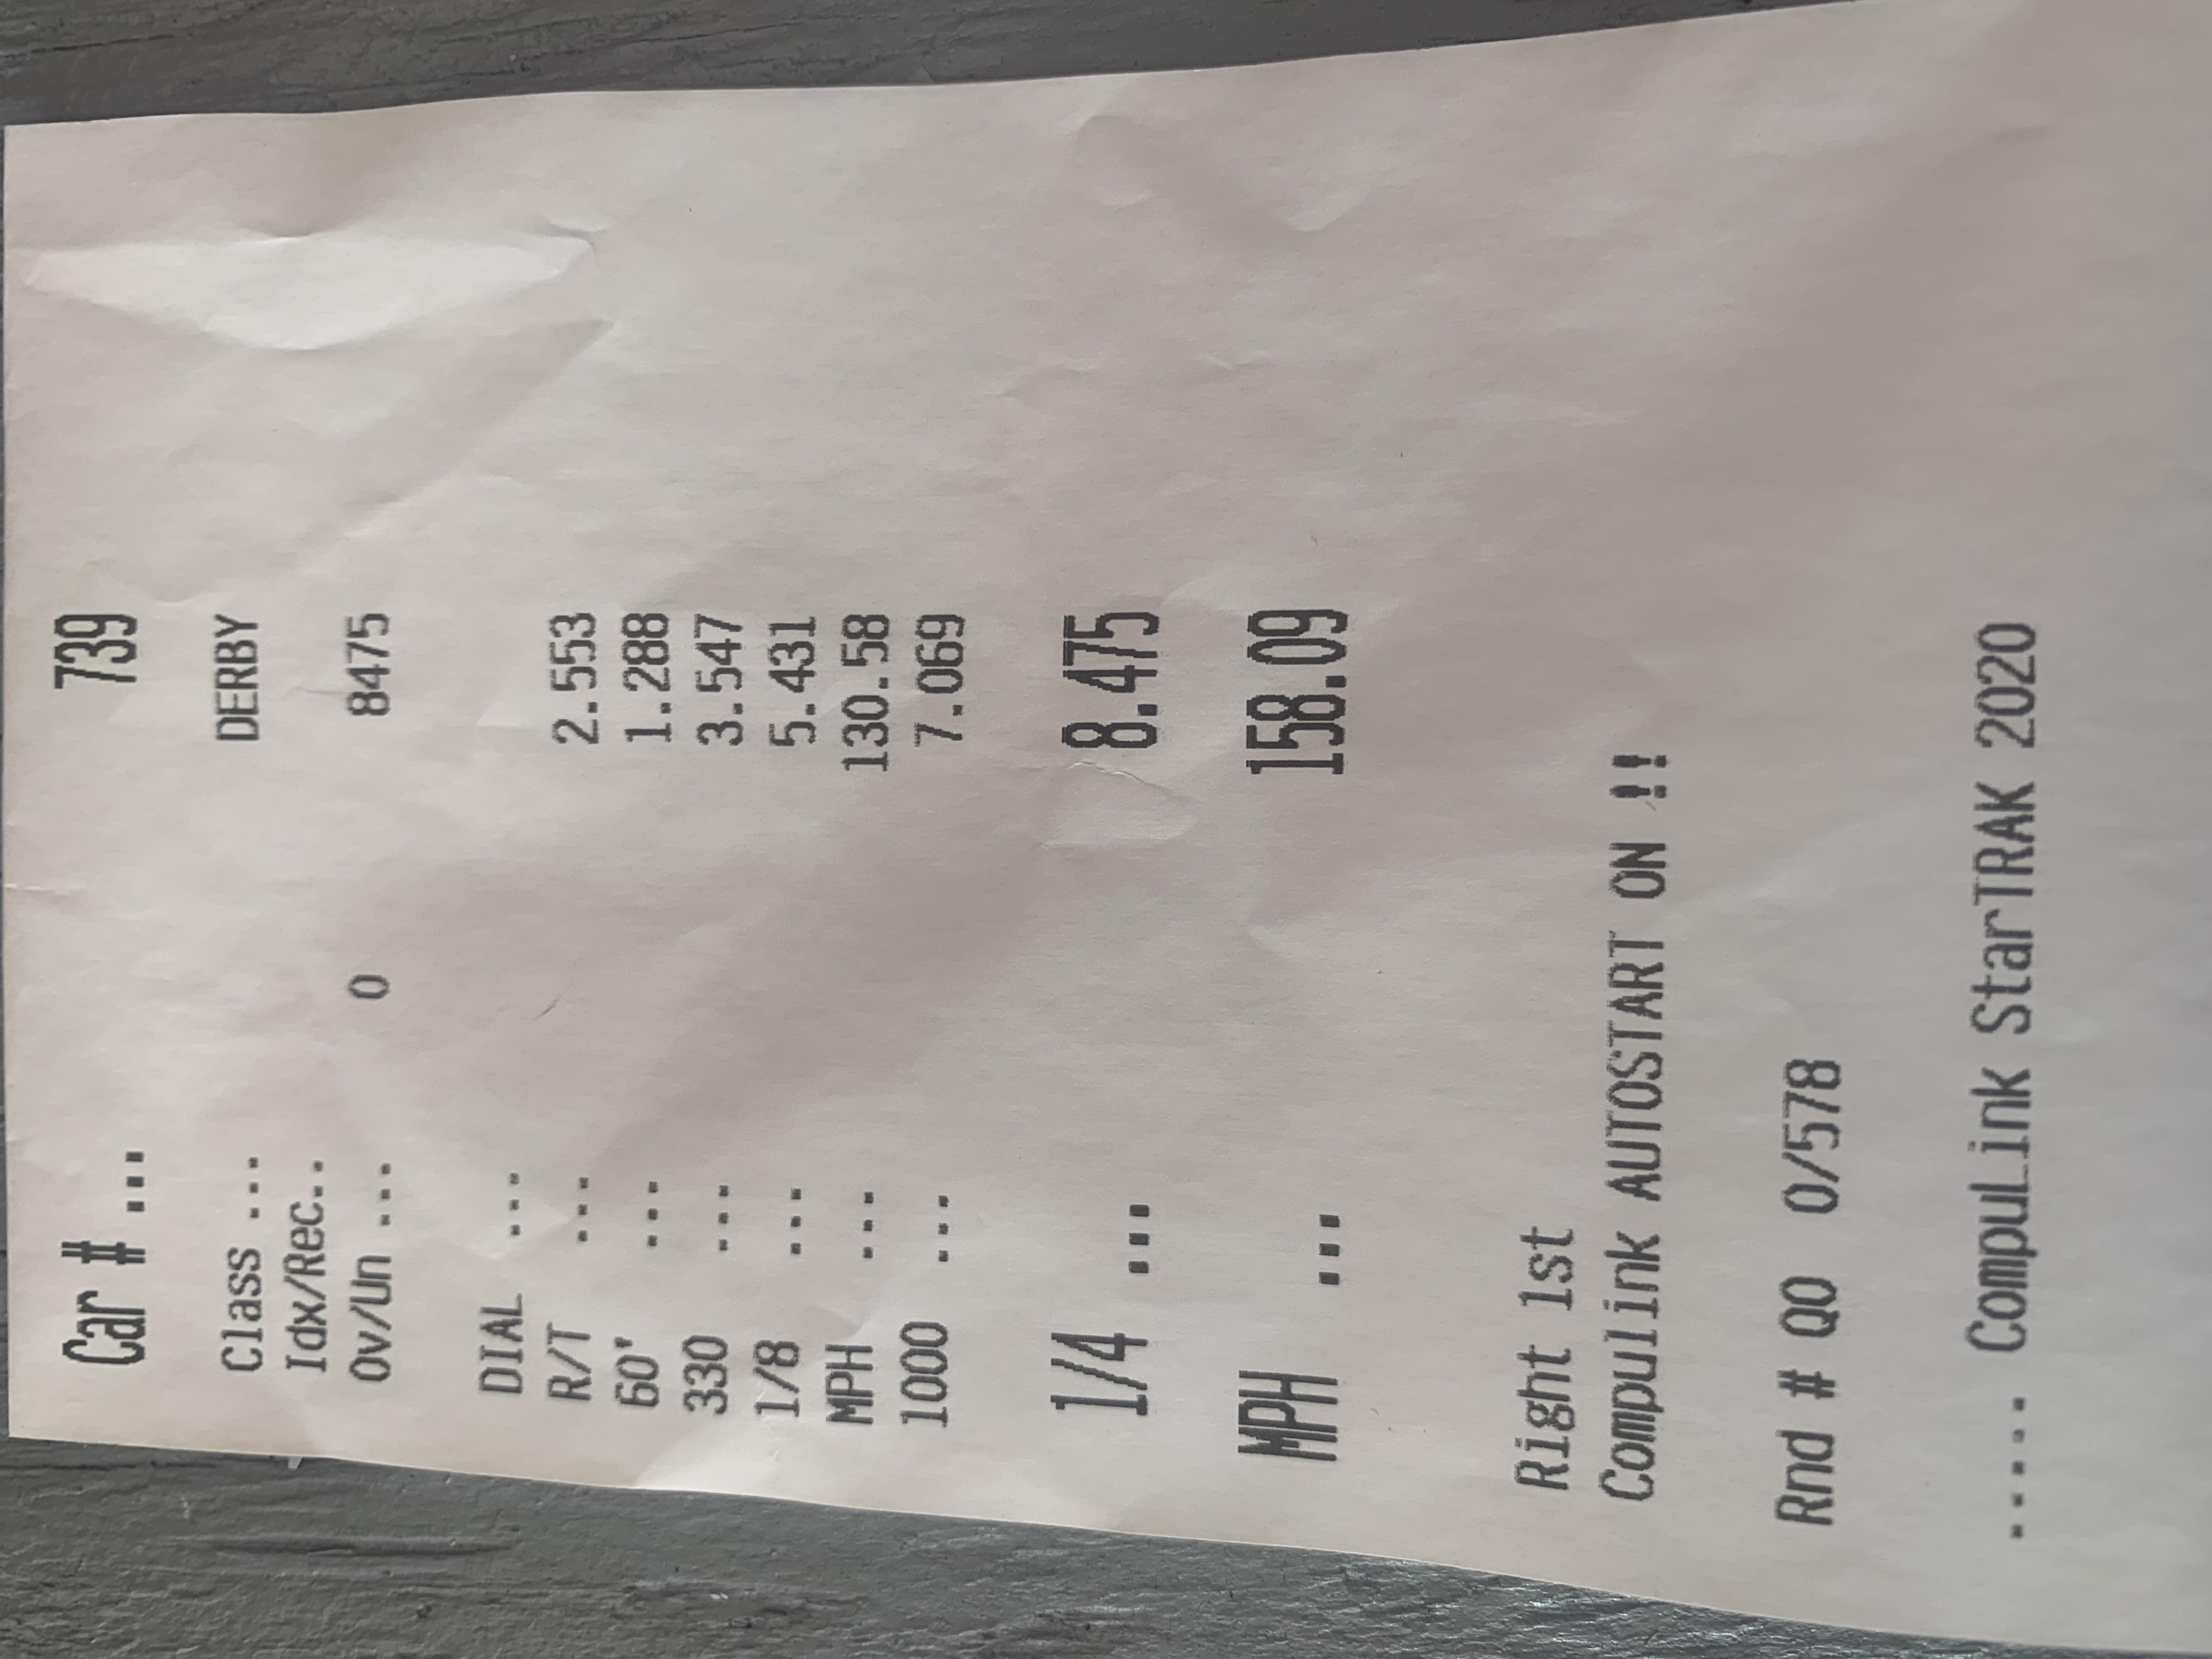 Car # ... 739
Class ... DERBY
Idx/Rec..
Ov/Un ... 0 8475
DIAL ...
R/T ... 2.553
60' ... 1.288
330 ... 3.547
1/8 ... 5.431
MPH ... 130.58
1000 ... 7.069
1/4 ... 8.475
MPH ... 158.09
Right 1st
Compulink AUTOSTART ON !!
Rnd # Q0 0/578
..... CompuLink StarTRAK 2020